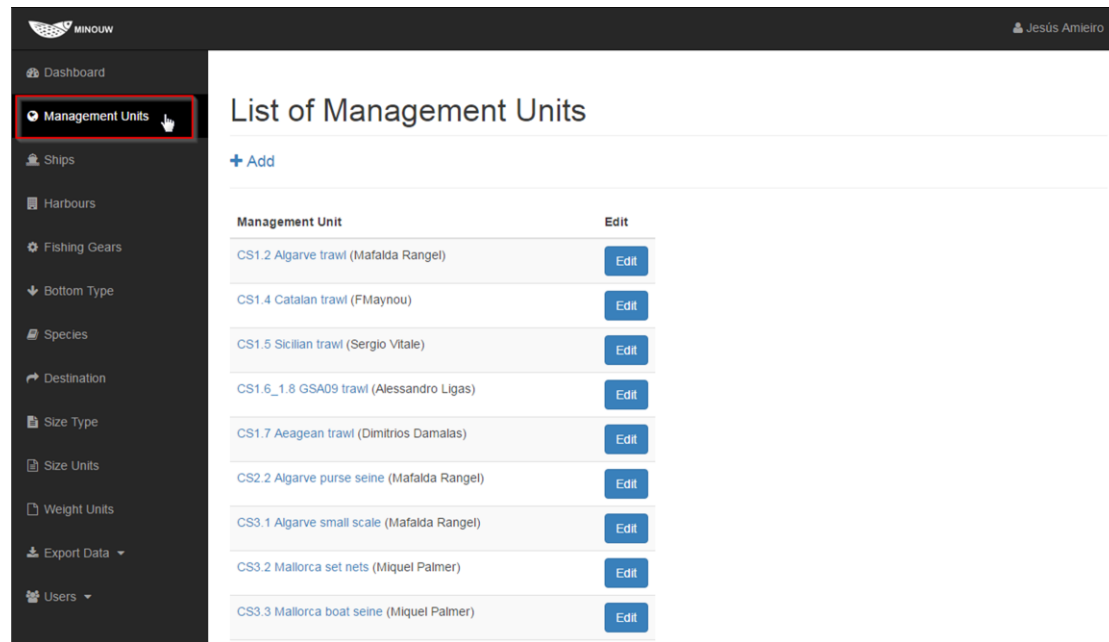 MINOUW
Jesús Amieiro
Dashboard
Management Units
Ships
Harbours
Fishing Gears
Bottom Type
Species
Destination
Size Type
Size Units
Weight Units
Export Data
Users
List of Management Units
Add
Management Unit Edit
CS1.2 Algarve trawl (Mafalda Rangel) Edit
CS1.4 Catalan trawl (FMaynou) Edit
CS1.5 Sicilian trawl (Sergio Vitale) Edit
CS1.6_1.8 GSA09 trawl (Alessandro Ligas) Edit
CS1.7 Aeagean trawl (Dimitrios Damalas) Edit
CS2.2 Algarve purse seine (Mafalda Rangel) Edit
CS3.1 Algarve small scale (Mafalda Rangel) Edit
CS3.2 Mallorca set nets (Miquel Palmer) Edit
CS3.3 Mallorca boat seine (Miquel Palmer) Edit